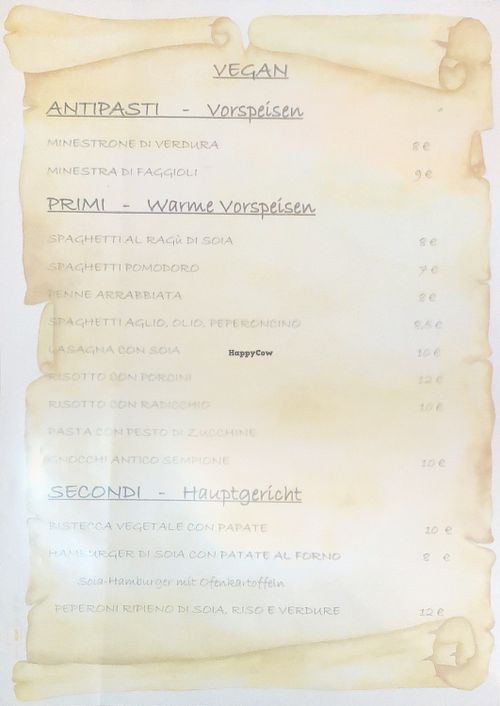 VEGAN
ANTIPASTI - Vorspeisen
MINESTRONE DI VERDURA 8 €
MINESTRA DI FAGGIOLI 9 €
PRIMI - Warme Vorspeisen
SPAGHETTI AL RAGÙ DI SOIA 8 €
SPAGHETTI POMODORO 7 €
PENNE ARRABBIATA 8 €
SPAGHETTI AGLIO, OLIO, PEPERONCINO 8,5 €
LASAGNA CON SOIA 10 €
HappyCow
RISOTTO CON PORCINI 12 €
RISOTTO CON RADICCHIO 10 €
PASTA CON PESTO DI ZUCCHINE
GNOCCHI ANTICO SEMPIONE 10 €
SECONDI - Hauptgericht
BISTECCA VEGETALE CON PAPATE 10 €
HAMBURGER DI SOIA CON PATATE AL FORNO 8 €
Soia-Hamburger mit Ofenkartoffeln
PEPERONI RIPIENO DI SOIA, RISO E VERDURE 12 €